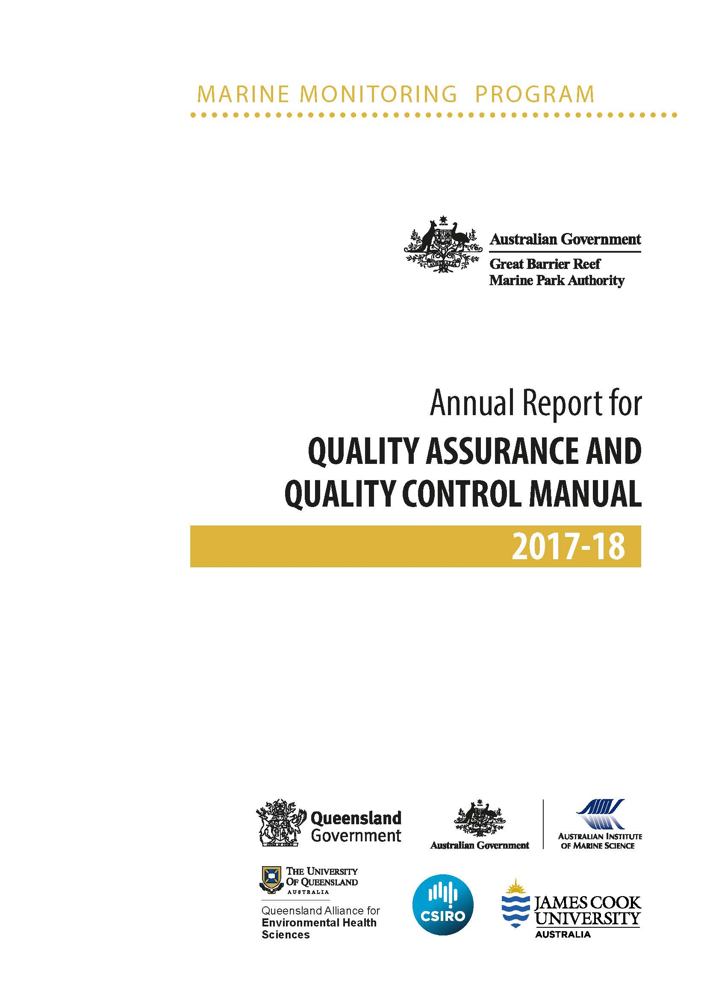 MARINE MONITORING PROGRAM
Australian Government
Great Barrier Reef
Marine Park Authority
AUSTRALIA
Annual Report for
QUALITY ASSURANCE AND
QUALITY CONTROL MANUAL
2017-18
Queensland
Government
Australian Government
AUSTRALIAN INSTITUTE
OF MARINE SCIENCE
THE UNIVERSITY
OF QUEENSLAND
AUSTRALIA
Queensland Alliance for
Environmental Health
Sciences
CSIRO
JAMES COOK
UNIVERSITY
AUSTRALIA